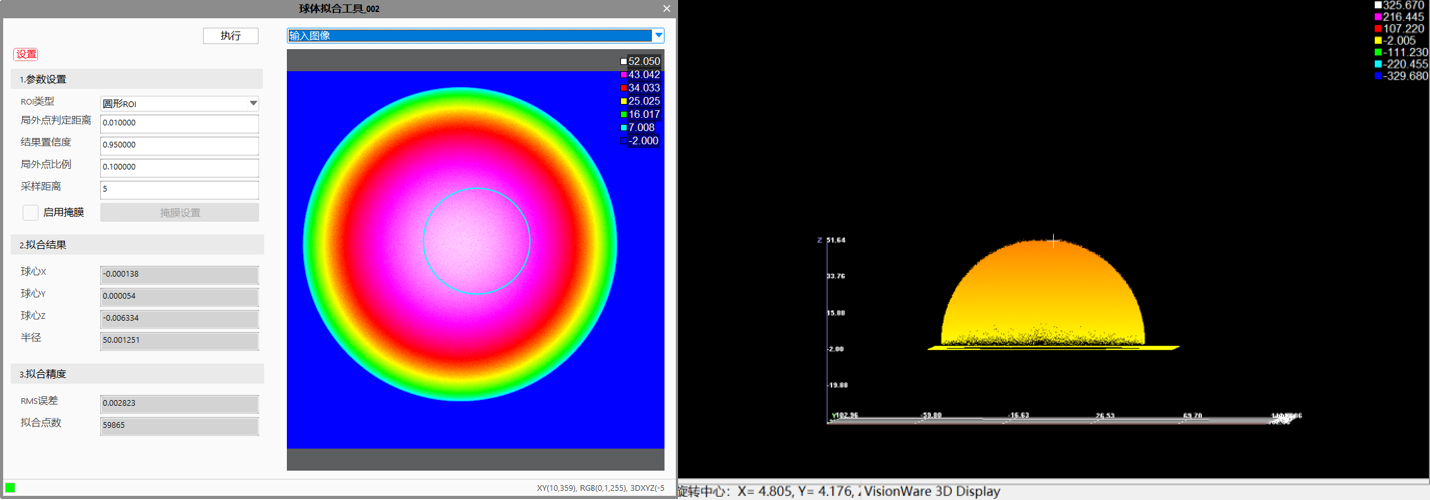 球体拟合工具_002
执行
设置
1.参数设置
ROI类型
圆形ROI
局外点判定距离
0.010000
结果置信度
0.950000
局外点比例
0.100000
采样距离
5
启用掩膜
掩膜设置
2.拟合结果
球心X
-0.000138
球心Y
0.000054
球心Z
-0.006334
半径
50.001251
3.拟合精度
RMS误差
0.002823
拟合点数
59865
输入图像
52.050
43.042
34.033
25.025
16.017
7.008
-2.000
XY(10,359), RGB(0,1,255), 3DXYZ(-5
325.670
216.445
107.220
-2.005
-111.230
-220.455
-329.680
Z 51.64
33.76
15.88
-2.00
-19.88
-59.80
-16.63
26.53
69.70
旋转中心: X= 4.805, Y= 4.176, VisionWare 3D Display